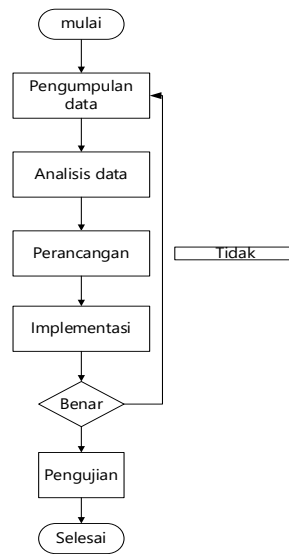 mulai
Pengumpulan
data
Analisis data
Perancangan
Tidak
Implementasi
Benar
Pengujian
Selesai